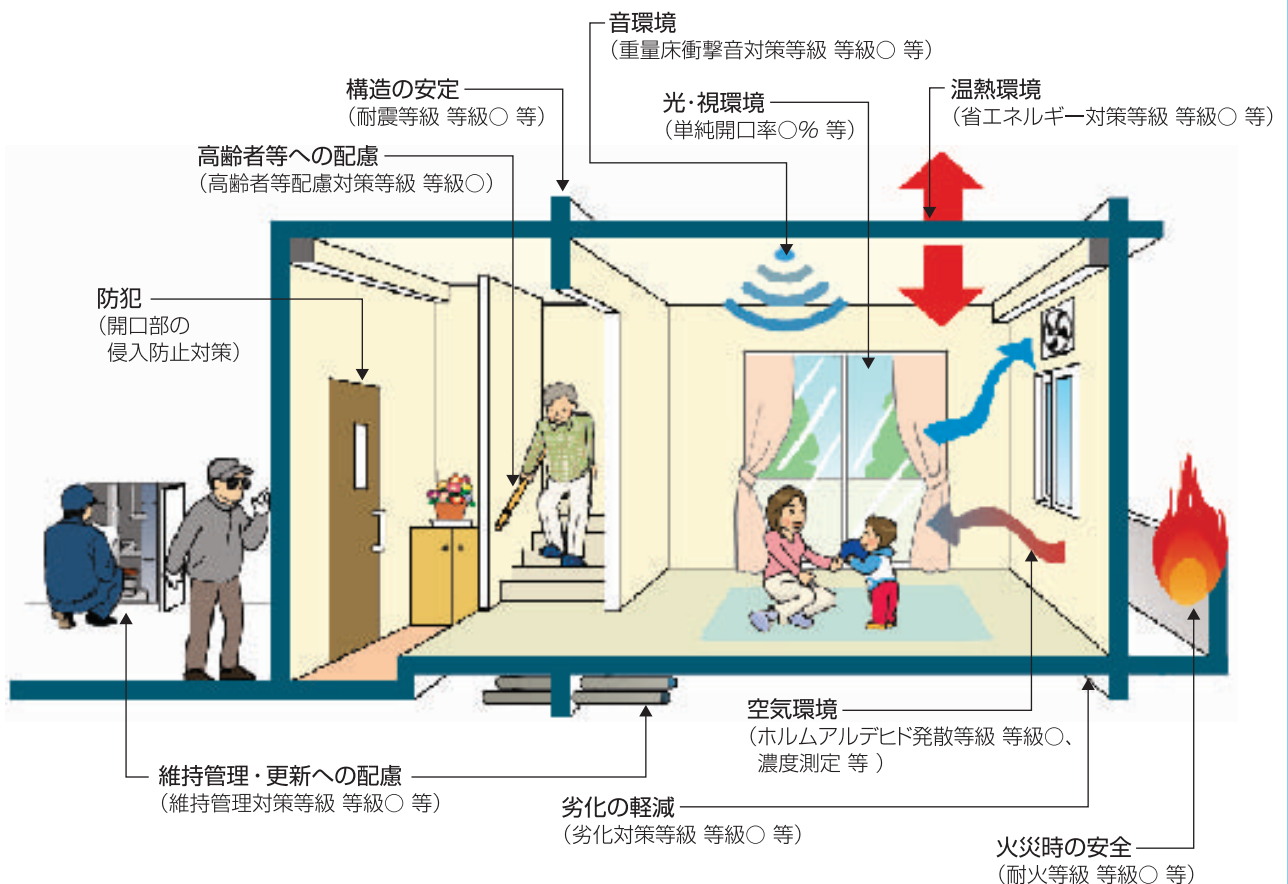 音環境
（重量床衝撃音対策等級 等級○ 等）
構造の安定
（耐震等級 等級○ 等）
光・視環境
（単純開口率○% 等）
温熱環境
（省エネルギー対策等級 等級○ 等）
高齢者等への配慮
（高齢者等配慮対策等級 等級○）
防犯
（開口部の
侵入防止対策）
空気環境
（ホルムアルデヒド発散等級 等級○、
濃度測定 等 ）
維持管理・更新への配慮
（維持管理対策等級 等級○ 等）
劣化の軽減
（劣化対策等級 等級○ 等）
火災時の安全
（耐火等級 等級○ 等）